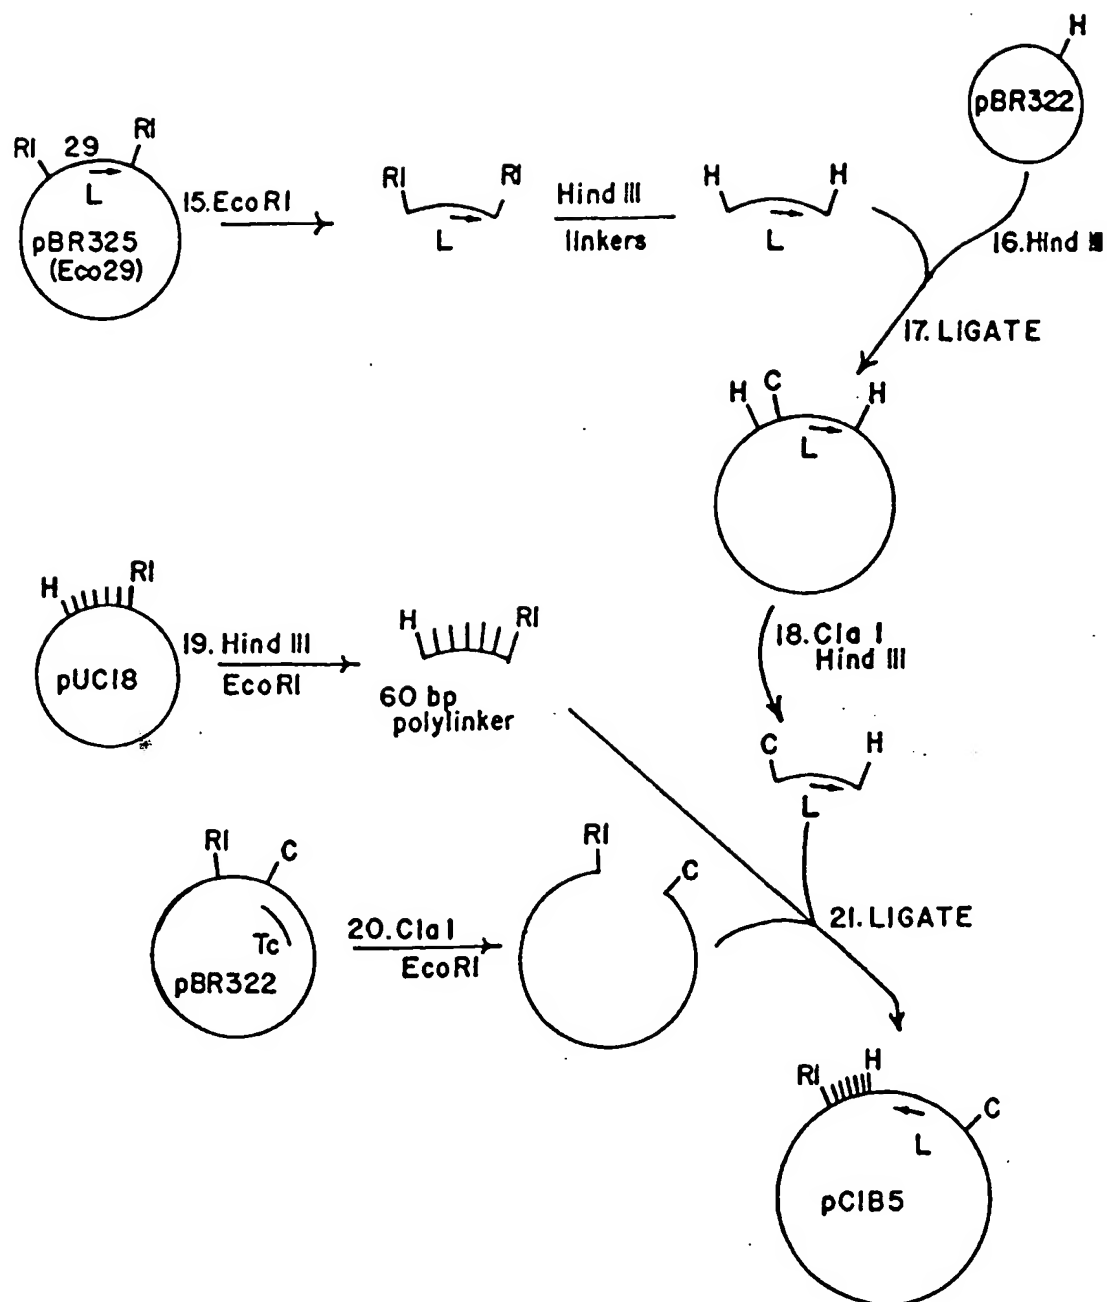 H
pBR322
RI 29 RI
L
pBR325
(Eco29)
15. EcoRI
RI RI
L
Hind III
linkers
H H
L
16. Hind III
17. LIGATE
H C H
L
H RI
pUC18
19. Hind III
EcoRI
H RI
60 bp
polylinker
18. Cla I
Hind III
C H
L
RI C
Tc
pBR322
20. Cla I
EcoRI
RI
C
21. LIGATE
RI H
C
L
pCIB5